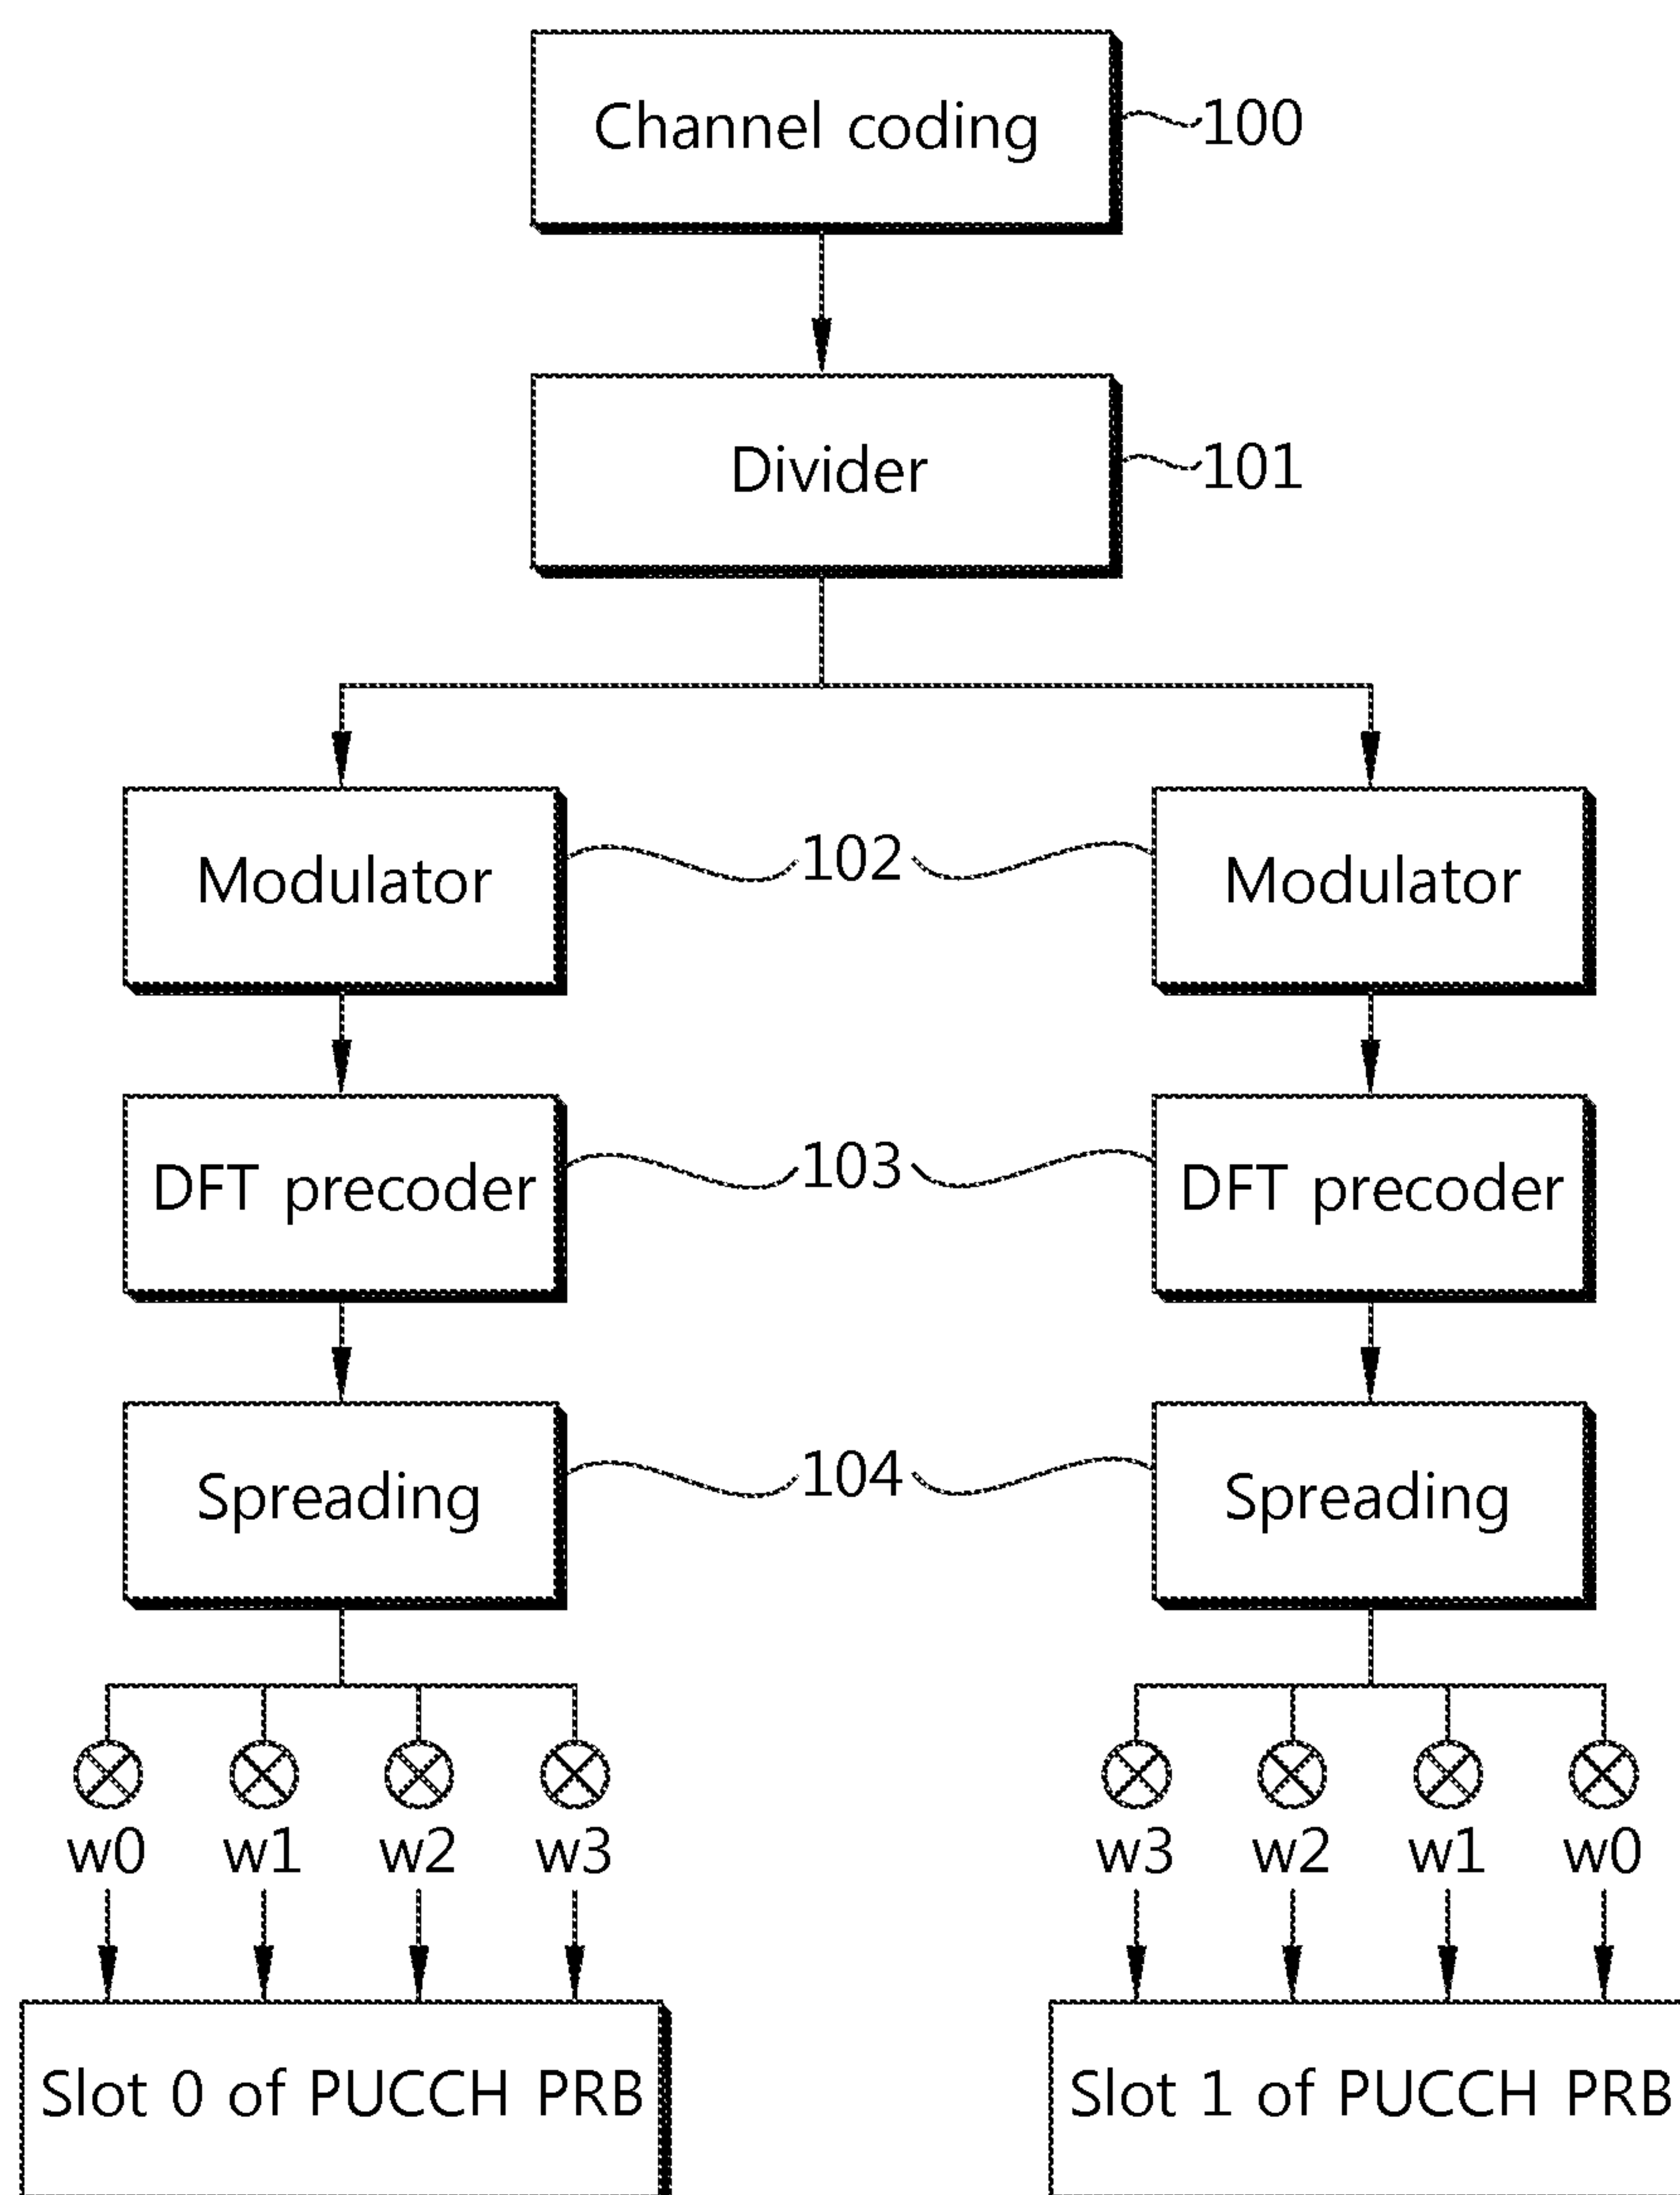 Channel coding 100
Divider 101
Modulator 102 Modulator
DFT precoder 103 DFT precoder
Spreading 104 Spreading
w0 w1 w2 w3 w3 w2 w1 w0
Slot 0 of PUCCH PRB Slot 1 of PUCCH PRB